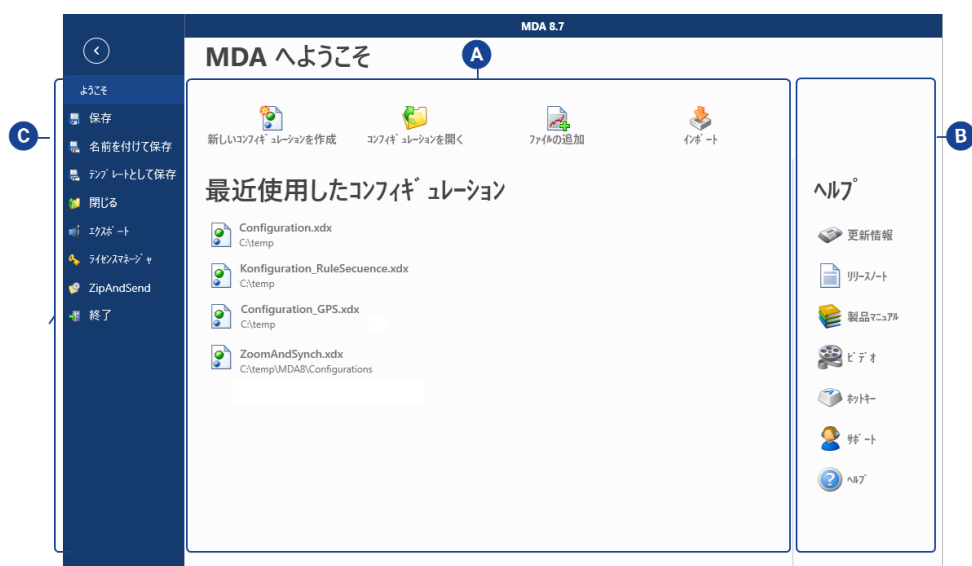 MDA 8.7
MDA へようこそ
A
B
C
ようこそ
保存
名前を付けて保存
ﾃﾝﾌﾟﾚｰﾄとして保存
閉じる
ｴｸｽﾎﾟｰﾄ
ﾗｲｾﾝｽﾏﾈｰｼﾞｬ
ZipAndSend
終了
新しいｺﾝﾌｨｷﾞｭﾚｰｼｮﾝを作成
ｺﾝﾌｨｷﾞｭﾚｰｼｮﾝを開く
ﾌｧｲﾙの追加
ｲﾝﾎﾟｰﾄ
最近使用したｺﾝﾌｨｷﾞｭﾚｰｼｮﾝ
Configuration.xdx
C:\temp
Konfiguration_RuleSecuence.xdx
C:\temp
Configuration_GPS.xdx
C:\temp
ZoomAndSynch.xdx
C:\temp\MDA8\Configurations
ﾍﾙﾌﾟ
更新情報
ﾘﾘｰｽﾉｰﾄ
製品ﾏﾆｭｱﾙ
ﾋﾞﾃﾞｵ
ﾎｯﾄｷｰ
ｻﾎﾟｰﾄ
ﾍﾙﾌﾟ